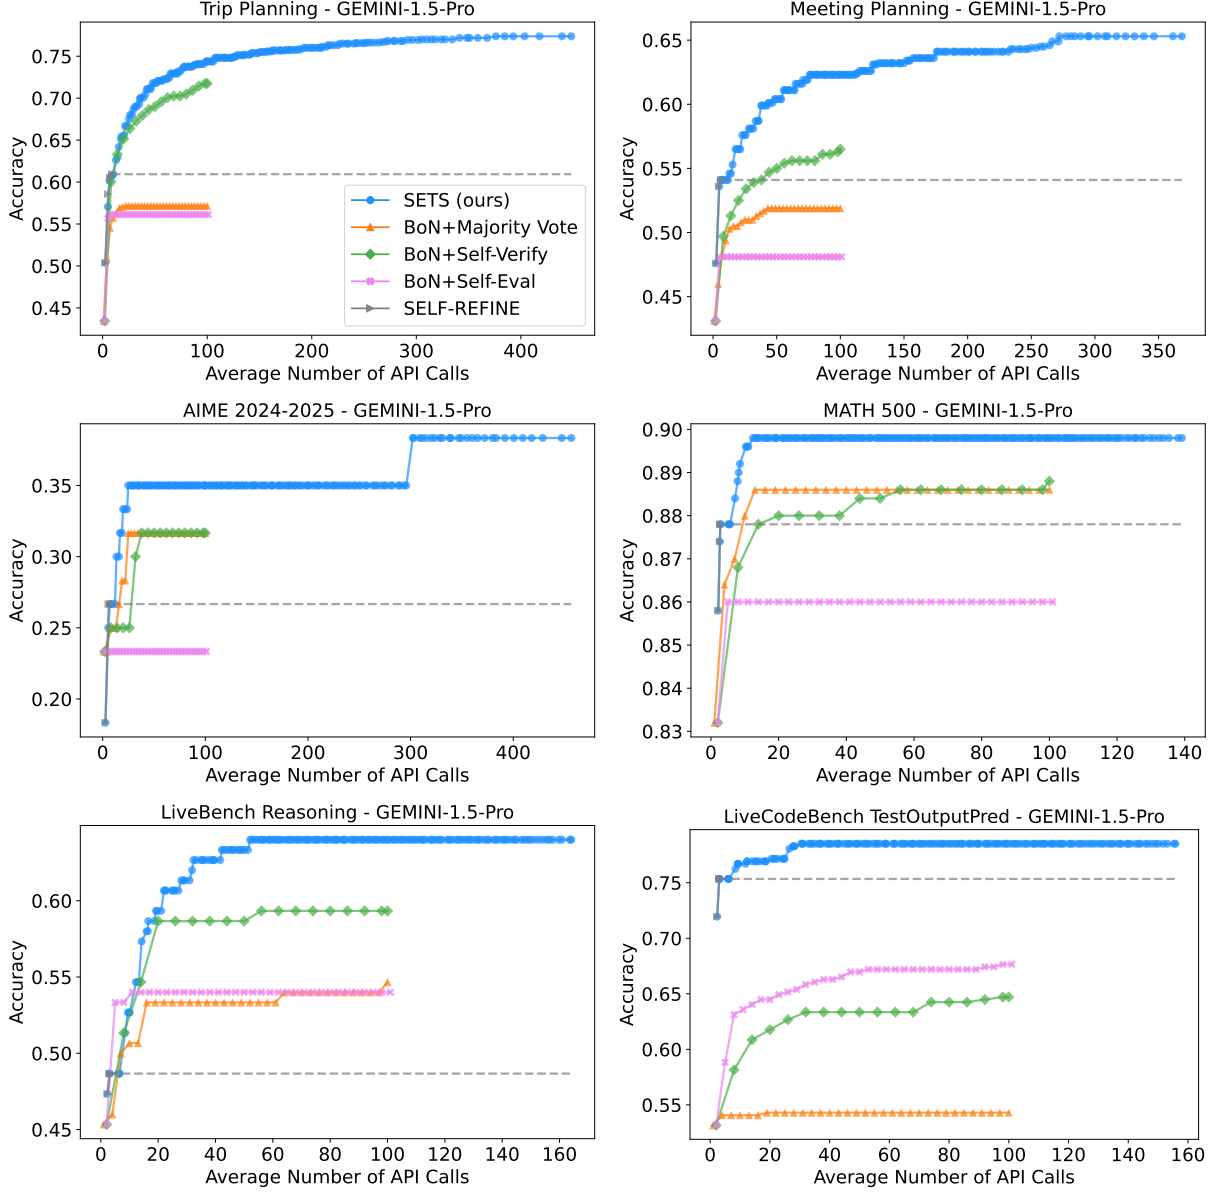 Trip Planning - GEMINI-1.5-Pro
Accuracy
0.75
0.70
0.65
0.60
0.55
0.50
0.45
SETS (ours)
BoN+Majority Vote
BoN+Self-Verify
BoN+Self-Eval
SELF-REFINE
0 100 200 300 400
Average Number of API Calls
Meeting Planning - GEMINI-1.5-Pro
Accuracy
0.65
0.60
0.55
0.50
0.45
0 50 100 150 200 250 300 350
Average Number of API Calls
AIME 2024-2025 - GEMINI-1.5-Pro
Accuracy
0.35
0.30
0.25
0.20
0 100 200 300 400
Average Number of API Calls
MATH 500 - GEMINI-1.5-Pro
Accuracy
0.90
0.89
0.88
0.87
0.86
0.85
0.84
0.83
0 20 40 60 80 100 120 140
Average Number of API Calls
LiveBench Reasoning - GEMINI-1.5-Pro
Accuracy
0.60
0.55
0.50
0.45
0 20 40 60 80 100 120 140 160
Average Number of API Calls
LiveCodeBench TestOutputPred - GEMINI-1.5-Pro
Accuracy
0.75
0.70
0.65
0.60
0.55
0 20 40 60 80 100 120 140 160
Average Number of API Calls